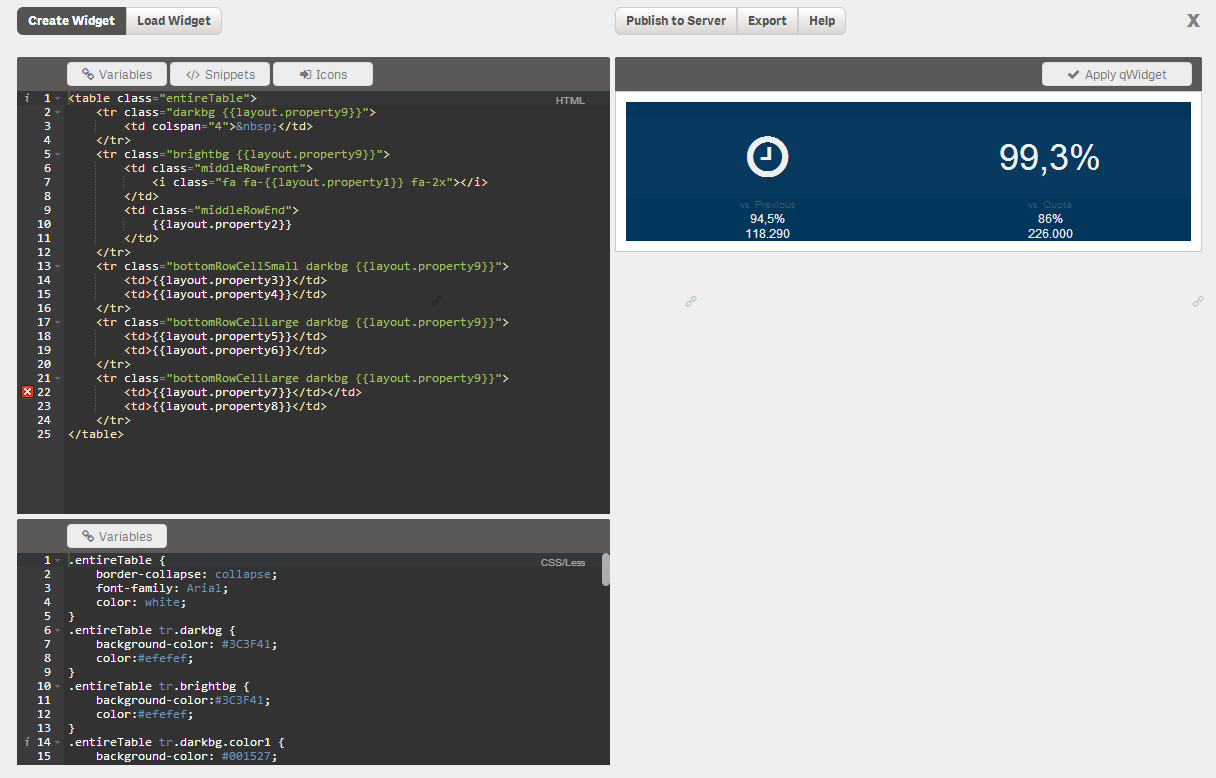 Create Widget Load Widget Publish to Server Export Help X
Variables </> Snippets Icons
HTML
i 1 <table class="entireTable">
2 <tr class="darkbg {{layout.property9}}">
3 <td colspan="4">&nbsp;</td>
4 </tr>
5 <tr class="brightbg {{layout.property9}}">
6 <td class="middleRowFront">
7 <i class="fa fa-{{layout.property1}} fa-2x"></i>
8 </td>
9 <td class="middleRowEnd">
10 {{layout.property2}}
11 </td>
12 </tr>
13 <tr class="bottomRowCellSmall darkbg {{layout.property9}}">
14 <td>{{layout.property3}}</td>
15 <td>{{layout.property4}}</td>
16 </tr>
17 <tr class="bottomRowCellLarge darkbg {{layout.property9}}">
18 <td>{{layout.property5}}</td>
19 <td>{{layout.property6}}</td>
20 </tr>
21 <tr class="bottomRowCellLarge darkbg {{layout.property9}}">
22 <td>{{layout.property7}}</td></td>
23 <td>{{layout.property8}}</td>
24 </tr>
25 </table>
Variables
CSS/Less
1 .entireTable {
2 border-collapse: collapse;
3 font-family: Arial;
4 color: white;
5 }
6 .entireTable tr.darkbg {
7 background-color: #3C3F41;
8 color:#efefef;
9 }
10 .entireTable tr.brightbg {
11 background-color:#3C3F41;
12 color:#efefef;
13 }
i 14 .entireTable tr.darkbg.color1 {
15 background-color: #001527;
Apply qWidget
99,3%
vs. Previous vs. Quota
94,5% 86%
118.290 226.000